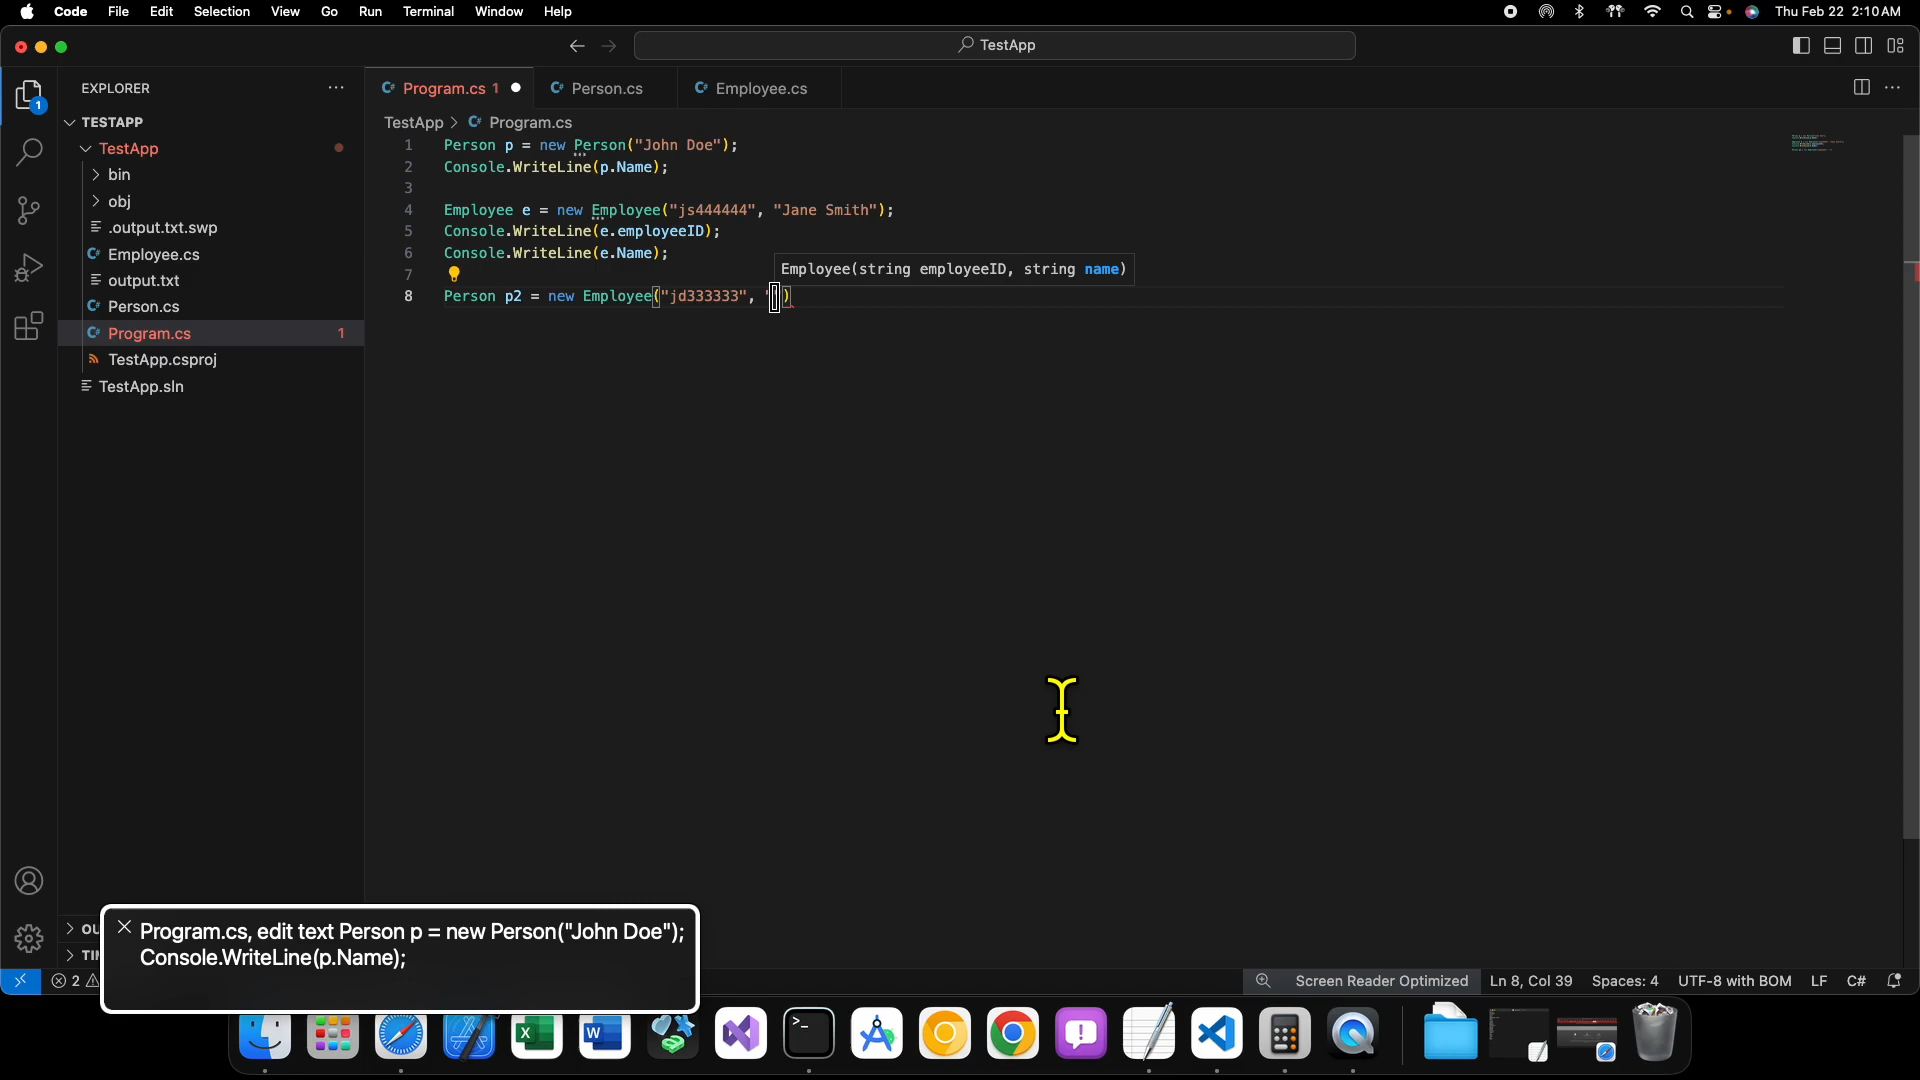 Code File Edit Selection View Go Run Terminal Window Help
Thu Feb 22 2:10 AM
TestApp
EXPLORER
Program.cs 1
Person.cs
Employee.cs
TESTAPP
TestApp
bin
obj
.output.txt.swp
Employee.cs
output.txt
Person.cs
Program.cs 1
TestApp.csproj
TestApp.sln
1
TestApp > Program.cs
1 Person p = new Person("John Doe");
2 Console.WriteLine(p.Name);
3
4 Employee e = new Employee("js444444", "Jane Smith");
5 Console.WriteLine(e.employeeID);
6 Console.WriteLine(e.Name);
7
Employee(string employeeID, string name)
8 Person p2 = new Employee("jd333333", "")
OU
TI
Program.cs, edit text Person p = new Person("John Doe");
Console.WriteLine(p.Name);
2
Screen Reader Optimized Ln 8, Col 39 Spaces: 4 UTF-8 with BOM LF C#